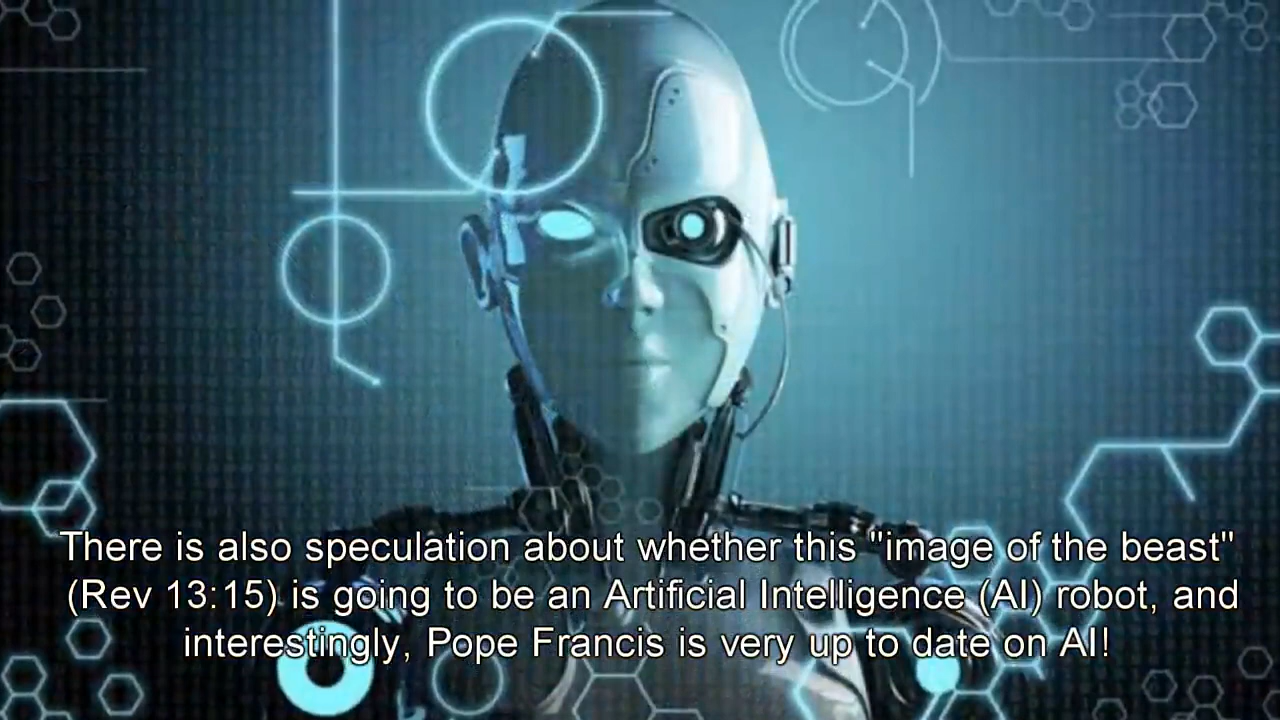 There is also speculation about whether this "image of the beast"
(Rev 13:15) is going to be an Artificial Intelligence (AI) robot, and
interestingly, Pope Francis is very up to date on AI!